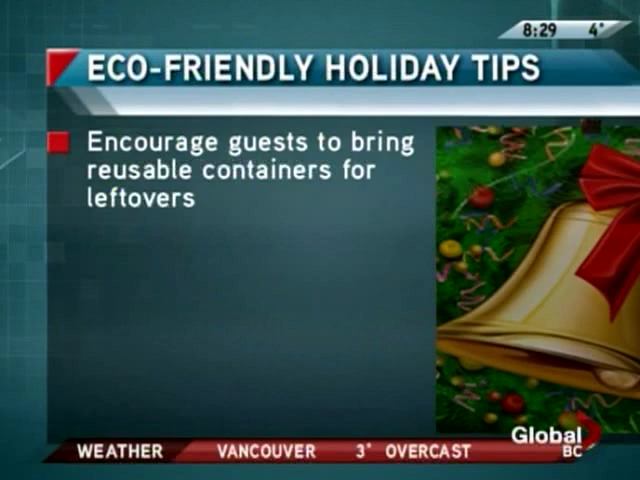 8:29 4°
ECO-FRIENDLY HOLIDAY TIPS
Encourage guests to bring
reusable containers for
leftovers
Global
BC
WEATHER VANCOUVER 3° OVERCAST